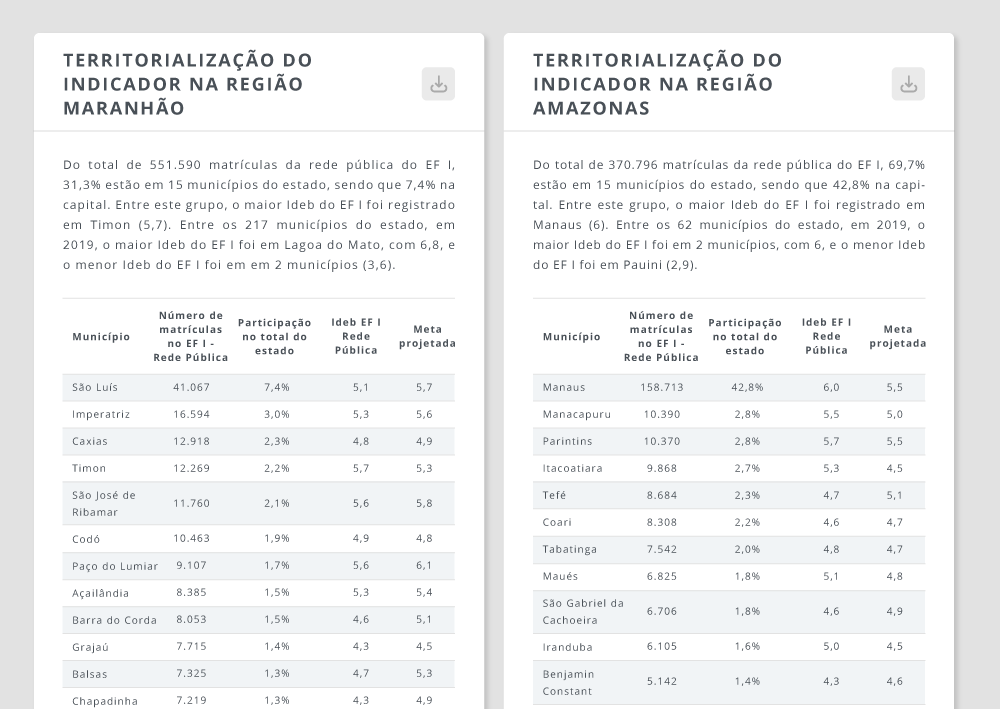 TERRITORIALIZAÇÃO DO
INDICADOR NA REGIÃO
MARANHÃO
Do total de 551.590 matrículas da rede pública do EF I,
31,3% estão em 15 municípios do estado, sendo que 7,4% na
capital. Entre este grupo, o maior Ideb do EF I foi registrado
em Timon (5,7). Entre os 217 municípios do estado, em
2019, o maior Ideb do EF I foi em Lagoa do Mato, com 6,8, e
o menor Ideb do EF I foi em em 2 municípios (3,6).
Município
Número de
matrículas
no EF I -
Rede Pública
Participação
no total do
estado
Ideb EF I
Rede
Pública
Meta
projetada
São Luís 41.067 7,4% 5,1 5,7
Imperatriz 16.594 3,0% 5,3 5,6
Caxias 12.918 2,3% 4,8 4,9
Timon 12.269 2,2% 5,7 5,3
São José de
Ribamar 11.760 2,1% 5,6 5,8
Codó 10.463 1,9% 4,9 4,8
Paço do Lumiar 9.107 1,7% 5,6 6,1
Açailândia 8.385 1,5% 5,3 5,4
Barra do Corda 8.053 1,5% 4,6 5,1
Grajaú 7.715 1,4% 4,3 4,5
Balsas 7.325 1,3% 4,7 5,3
Chapadinha 7.219 1,3% 4,3 4,9
TERRITORIALIZAÇÃO DO
INDICADOR NA REGIÃO
AMAZONAS
Do total de 370.796 matrículas da rede pública do EF I, 69,7%
estão em 15 municípios do estado, sendo que 42,8% na capi-
tal. Entre este grupo, o maior Ideb do EF I foi registrado em
Manaus (6). Entre os 62 municípios do estado, em 2019, o
maior Ideb do EF I foi em 2 municípios, com 6, e o menor Ideb
do EF I foi em Pauini (2,9).
Município
Número de
matrículas
no EF I -
Rede Pública
Participação
no total do
estado
Ideb EF I
Rede
Pública
Meta
projetada
Manaus 158.713 42,8% 6,0 5,5
Manacapuru 10.390 2,8% 5,5 5,0
Parintins 10.370 2,8% 5,7 5,5
Itacoatiara 9.868 2,7% 5,3 4,5
Tefé 8.684 2,3% 4,7 5,1
Coari 8.308 2,2% 4,6 4,7
Tabatinga 7.542 2,0% 4,8 4,7
Maués 6.825 1,8% 5,1 4,8
São Gabriel da
Cachoeira 6.706 1,8% 4,6 4,9
Iranduba 6.105 1,6% 5,0 4,5
Benjamin
Constant 5.142 1,4% 4,3 4,6